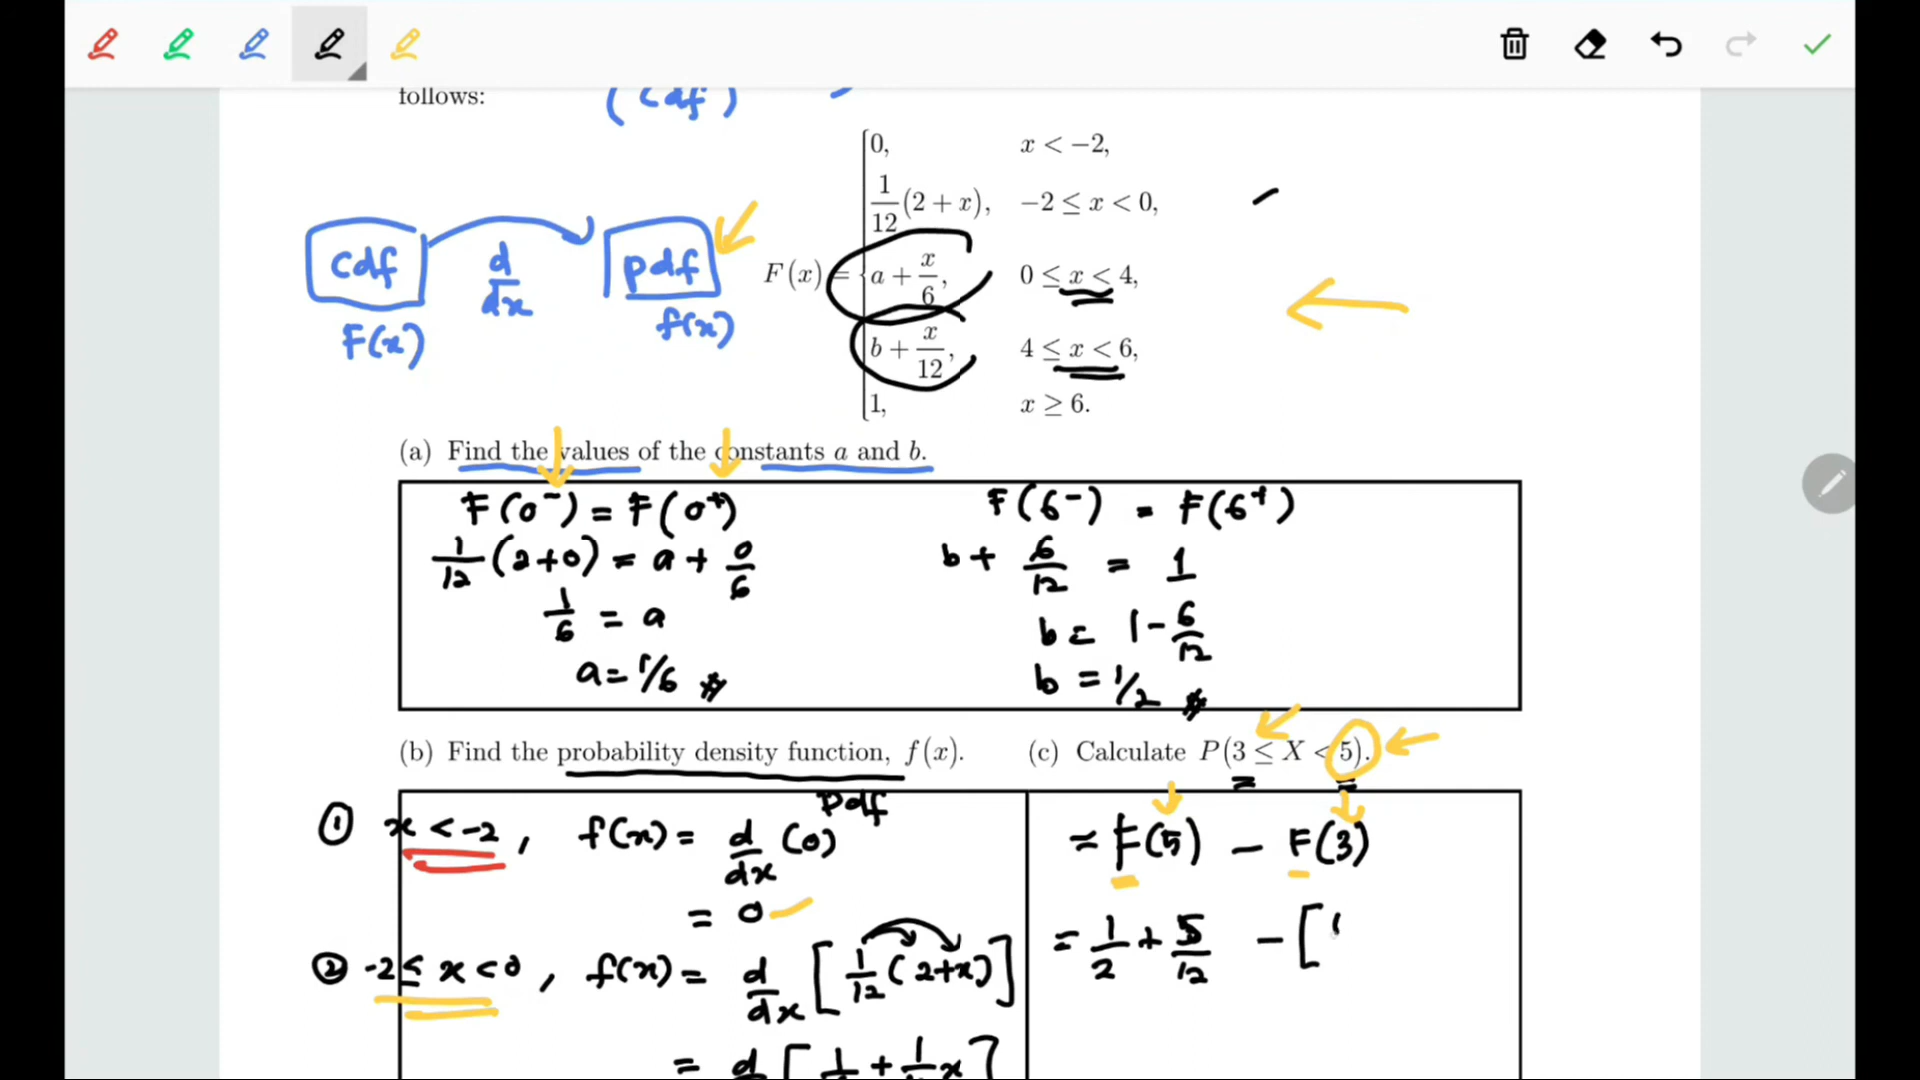 follows:
(cdf)
0, x < −2,
1/12 (2 + x), −2 ≤ x < 0,
F(x) = a + x/6, 0 ≤ x < 4,
b + x/12, 4 ≤ x < 6,
1, x ≥ 6.
cdf d/dx pdf
F(x) f(x)
(a) Find the values of the constants a and b.
F(0⁻) = F(0⁺)
1/12 (2+0) = a + 0/6
1/6 = a
a = 1/6
F(6⁻) = F(6⁺)
b + 6/12 = 1
b = 1 − 6/12
b = 1/2
(b) Find the probability density function, f(x).
pdf
① x < −2, f(x) = d/dx (0)
= 0
② −2 ≤ x < 0, f(x) = d/dx [1/12 (2+x)]
(c) Calculate P(3 ≤ X < 5).
= F(5) − F(3)
= 1/2 + 5/12 − [